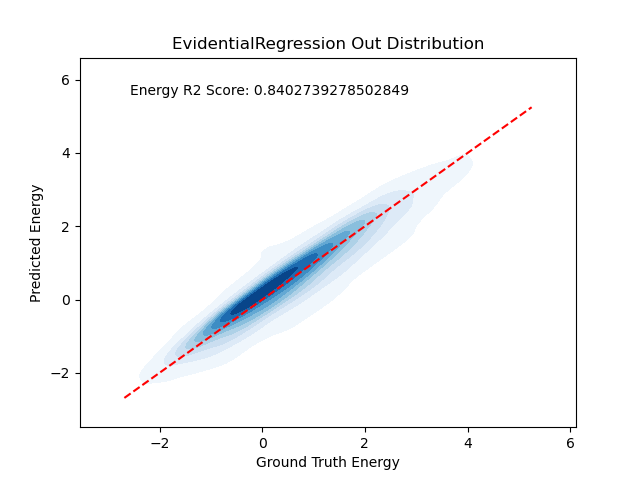 EvidentialRegression Out Distribution
Energy R2 Score: 0.8402739278502849
6
4
2
0
−2
Predicted Energy
−2 0 2 4 6
Ground Truth Energy